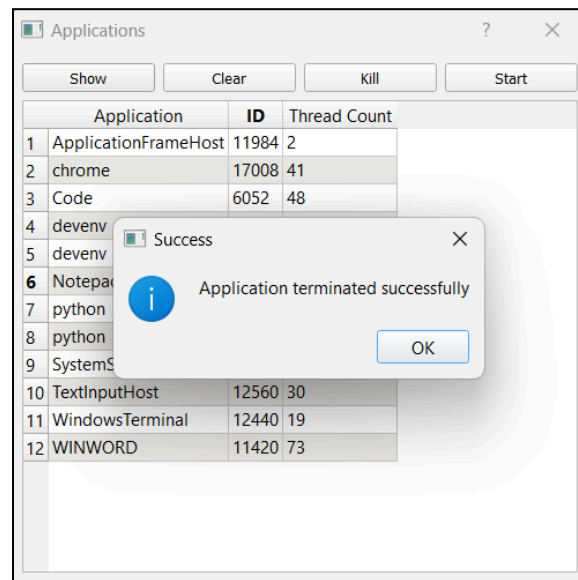 Applications ?
Show Clear Kill Start
Application ID Thread Count
1 ApplicationFrameHost 11984 2
2 chrome 17008 41
3 Code 6052 48
4 devenv
5 devenv
6
7 python
8 python
9
10 TextInputHost 12560 30
11 WindowsTerminal 12440 19
12 WINWORD 11420 73
Success
Application terminated successfully
OK